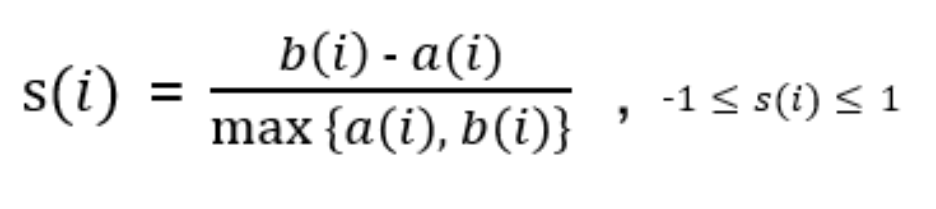 s(i) = b(i) - a(i) / max {a(i), b(i)} , -1 ≤ s(i) ≤ 1